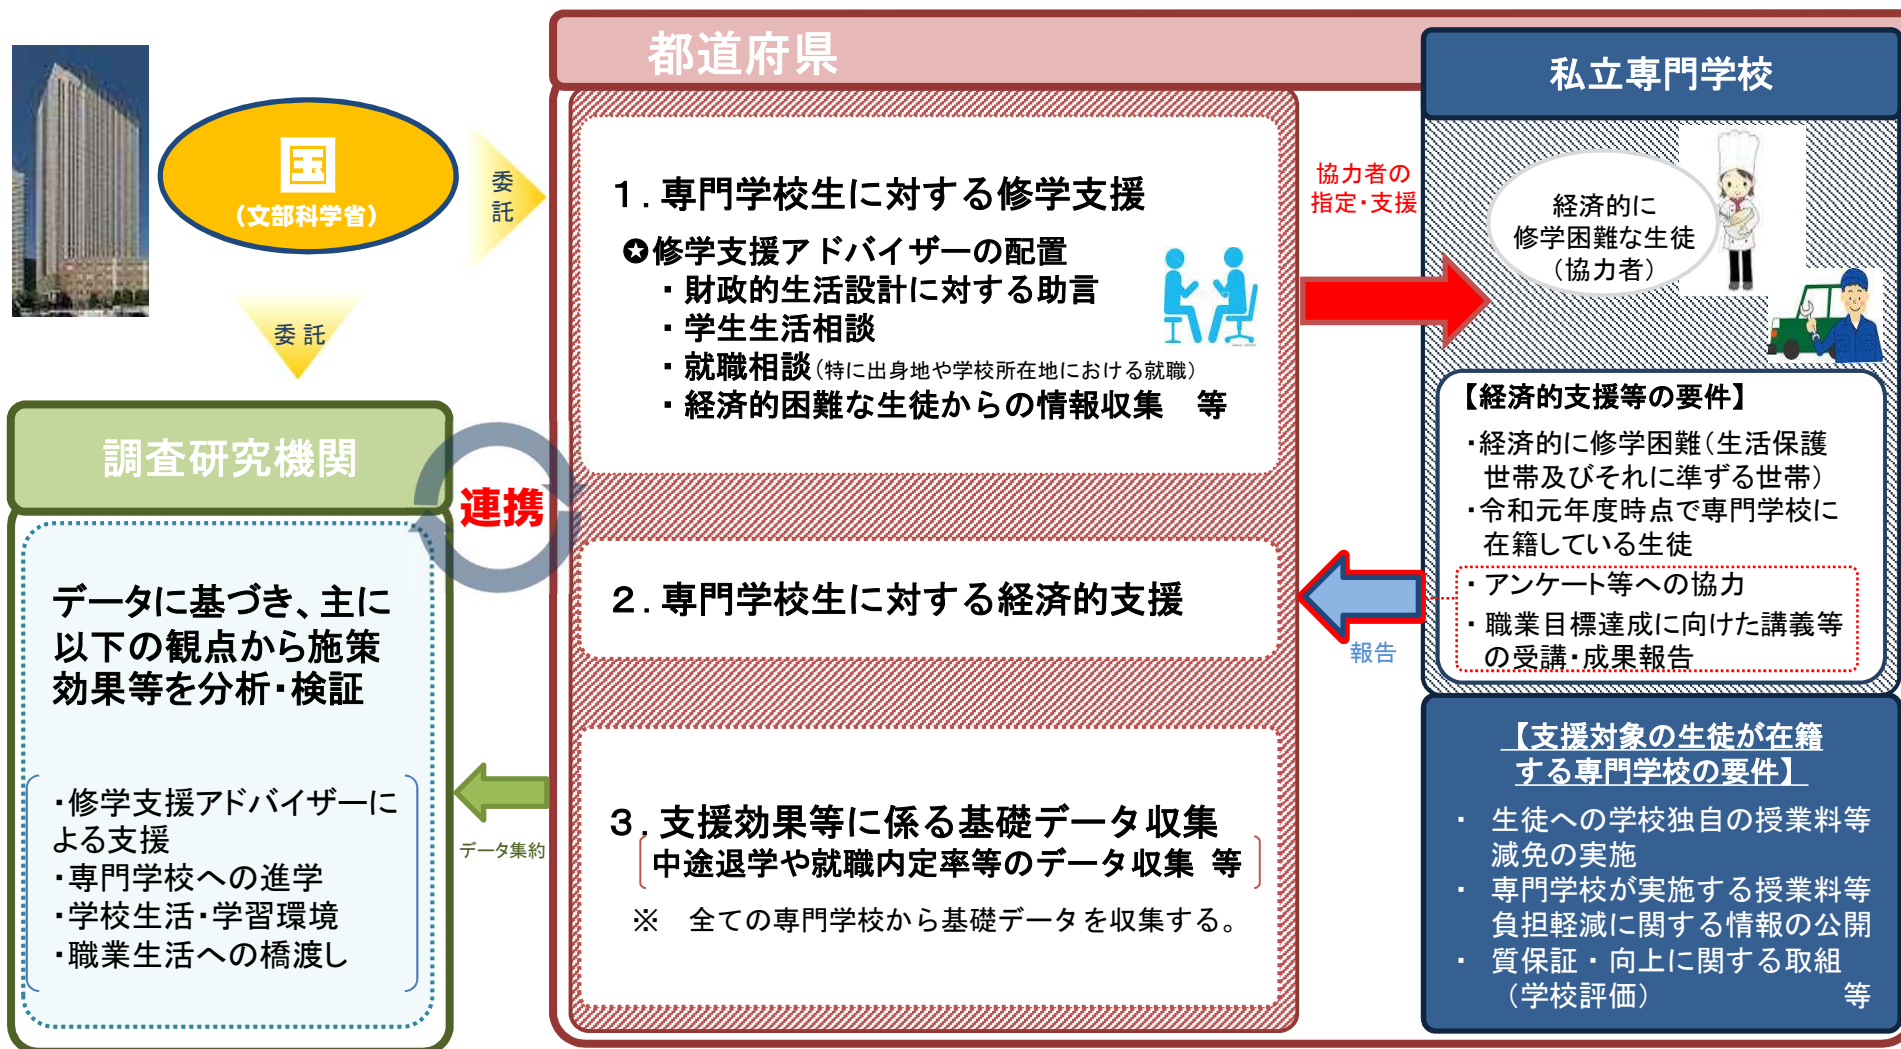 都道府県
私立専門学校
国
（文部科学省）
委
託
委 託
1．専門学校生に対する修学支援
✪修学支援アドバイザーの配置
・財政的生活設計に対する助言
・学生生活相談
・就職相談（特に出身地や学校所在地における就職）
・経済的困難な生徒からの情報収集　等
協力者の
指定・支援
経済的に
修学困難な生徒
（協力者）
【経済的支援等の要件】
・経済的に修学困難（生活保護
世帯及びそれに準ずる世帯）
・令和元年度時点で専門学校に
在籍している生徒
・アンケート等への協力
・職業目標達成に向けた講義等
の受講・成果報告
調査研究機関
連携
データに基づき、主に
以下の観点から施策
効果等を分析・検証
・修学支援アドバイザーに
よる支援
・専門学校への進学
・学校生活・学習環境
・職業生活への橋渡し
2．専門学校生に対する経済的支援
報告
データ集約
3．支援効果等に係る基礎データ収集
中途退学や就職内定率等のデータ収集 等
※　全ての専門学校から基礎データを収集する。
【支援対象の生徒が在籍
する専門学校の要件】
・ 生徒への学校独自の授業料等
減免の実施
・ 専門学校が実施する授業料等
負担軽減に関する情報の公開
・ 質保証・向上に関する取組
（学校評価）　等